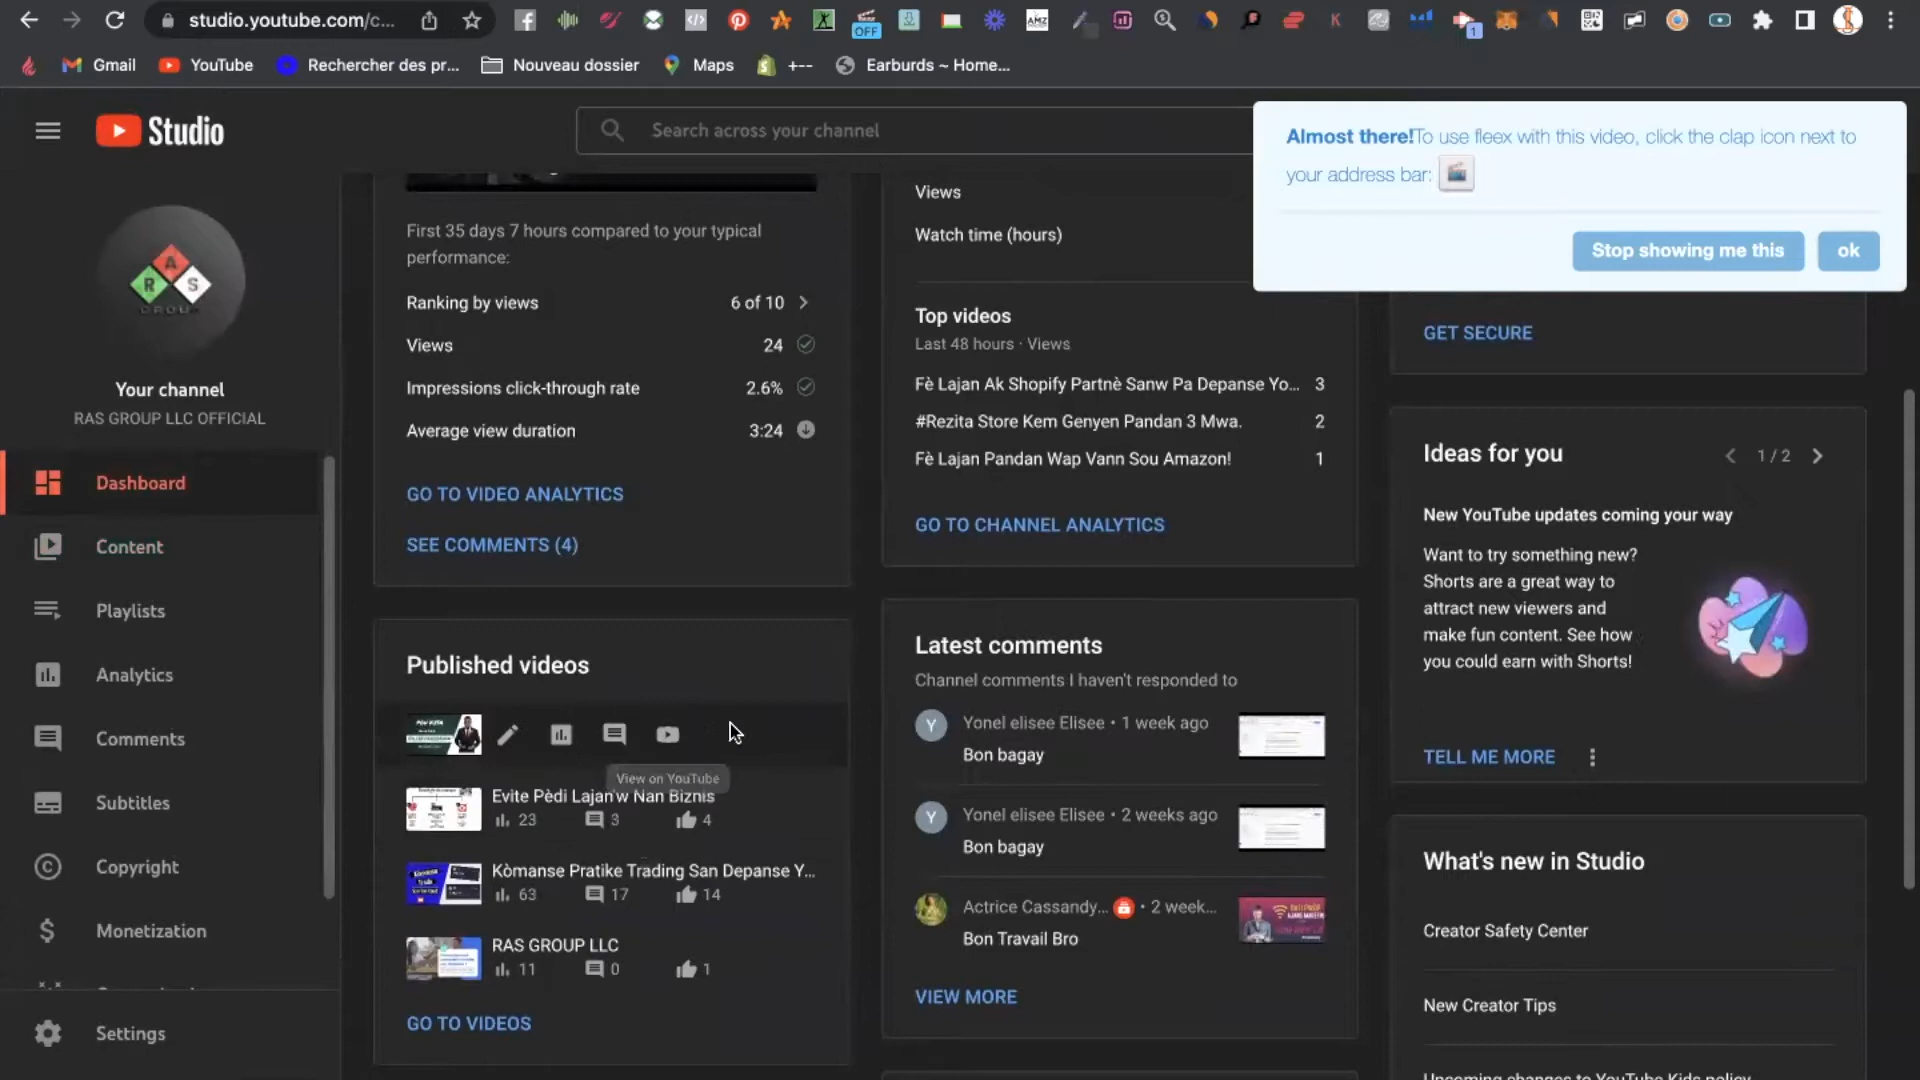 studio.youtube.com/c...
OFF
AMZ
K
1
Gmail
YouTube
Rechercher des pr...
Nouveau dossier
Maps
+--
Earburds ~ Home...
Studio
Search across your channel
Almost there!To use fleex with this video, click the clap icon next to
your address bar:
Stop showing me this
ok
A
R S
GROUP
Your channel
RAS GROUP LLC OFFICIAL
Dashboard
Content
Playlists
Analytics
Comments
Subtitles
Copyright
Monetization
Settings
First 35 days 7 hours compared to your typical
performance:
Ranking by views 6 of 10
Views 24
Impressions click-through rate 2.6%
Average view duration 3:24
GO TO VIDEO ANALYTICS
SEE COMMENTS (4)
Published videos
View on YouTube
Evite Pèdi Lajan'w Nan Biznis
23 3 4
Kòmanse Pratike Trading San Depanse Y...
63 17 14
RAS GROUP LLC
11 0 1
GO TO VIDEOS
Views
Watch time (hours)
Top videos
Last 48 hours · Views
Fè Lajan Ak Shopify Partnè Sanw Pa Depanse Yo... 3
#Rezita Store Kem Genyen Pandan 3 Mwa. 2
Fè Lajan Pandan Wap Vann Sou Amazon! 1
GO TO CHANNEL ANALYTICS
Latest comments
Channel comments I haven't responded to
Y
Yonel elisee Elisee • 1 week ago
Bon bagay
Y
Yonel elisee Elisee • 2 weeks ago
Bon bagay
Actrice Cassandy... • 2 week...
Bon Travail Bro
VIEW MORE
GET SECURE
Ideas for you
1 / 2
New YouTube updates coming your way
Want to try something new?
Shorts are a great way to
attract new viewers and
make fun content. See how
you could earn with Shorts!
TELL ME MORE
What's new in Studio
Creator Safety Center
New Creator Tips
Upcoming changes to YouTube Kids policy